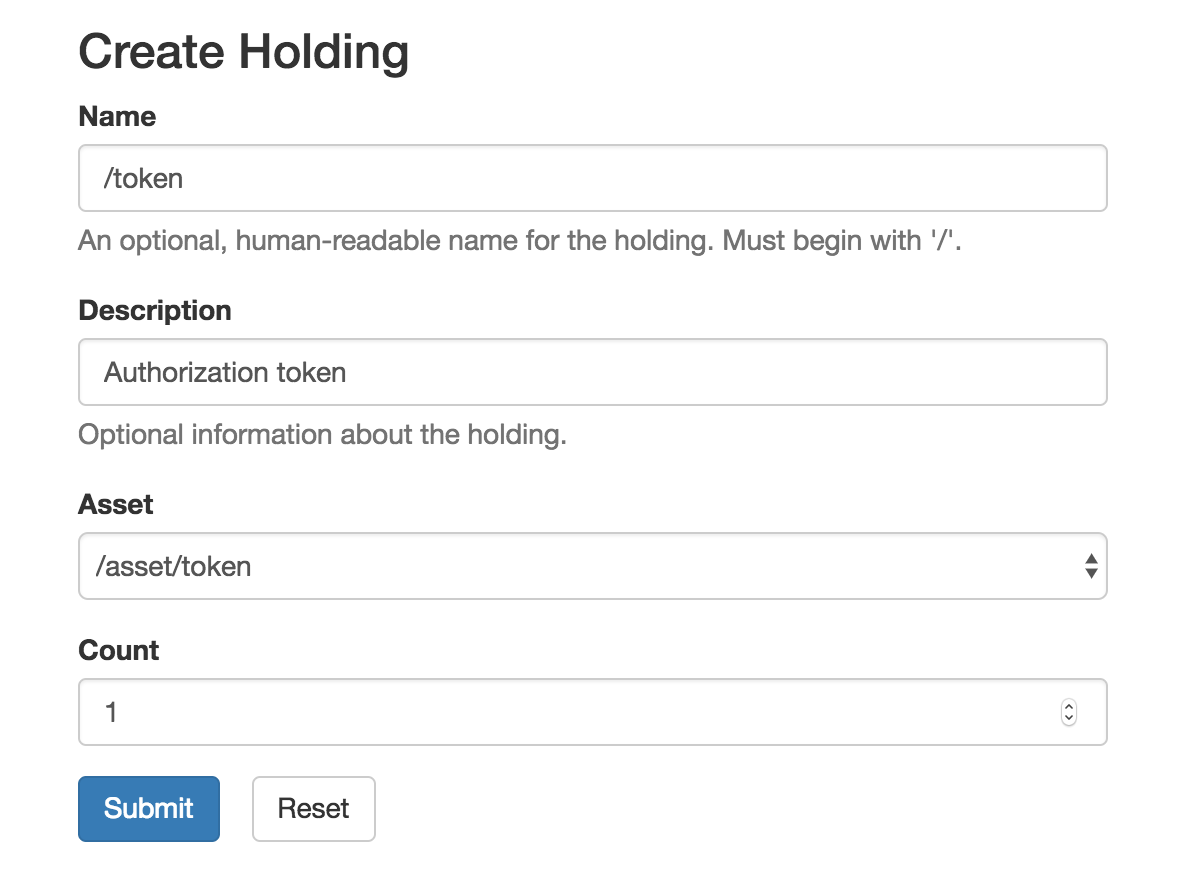 Create Holding
Name
/token
An optional, human-readable name for the holding. Must begin with '/'.
Description
Authorization token
Optional information about the holding.
Asset
/asset/token
Count
1
Submit Reset